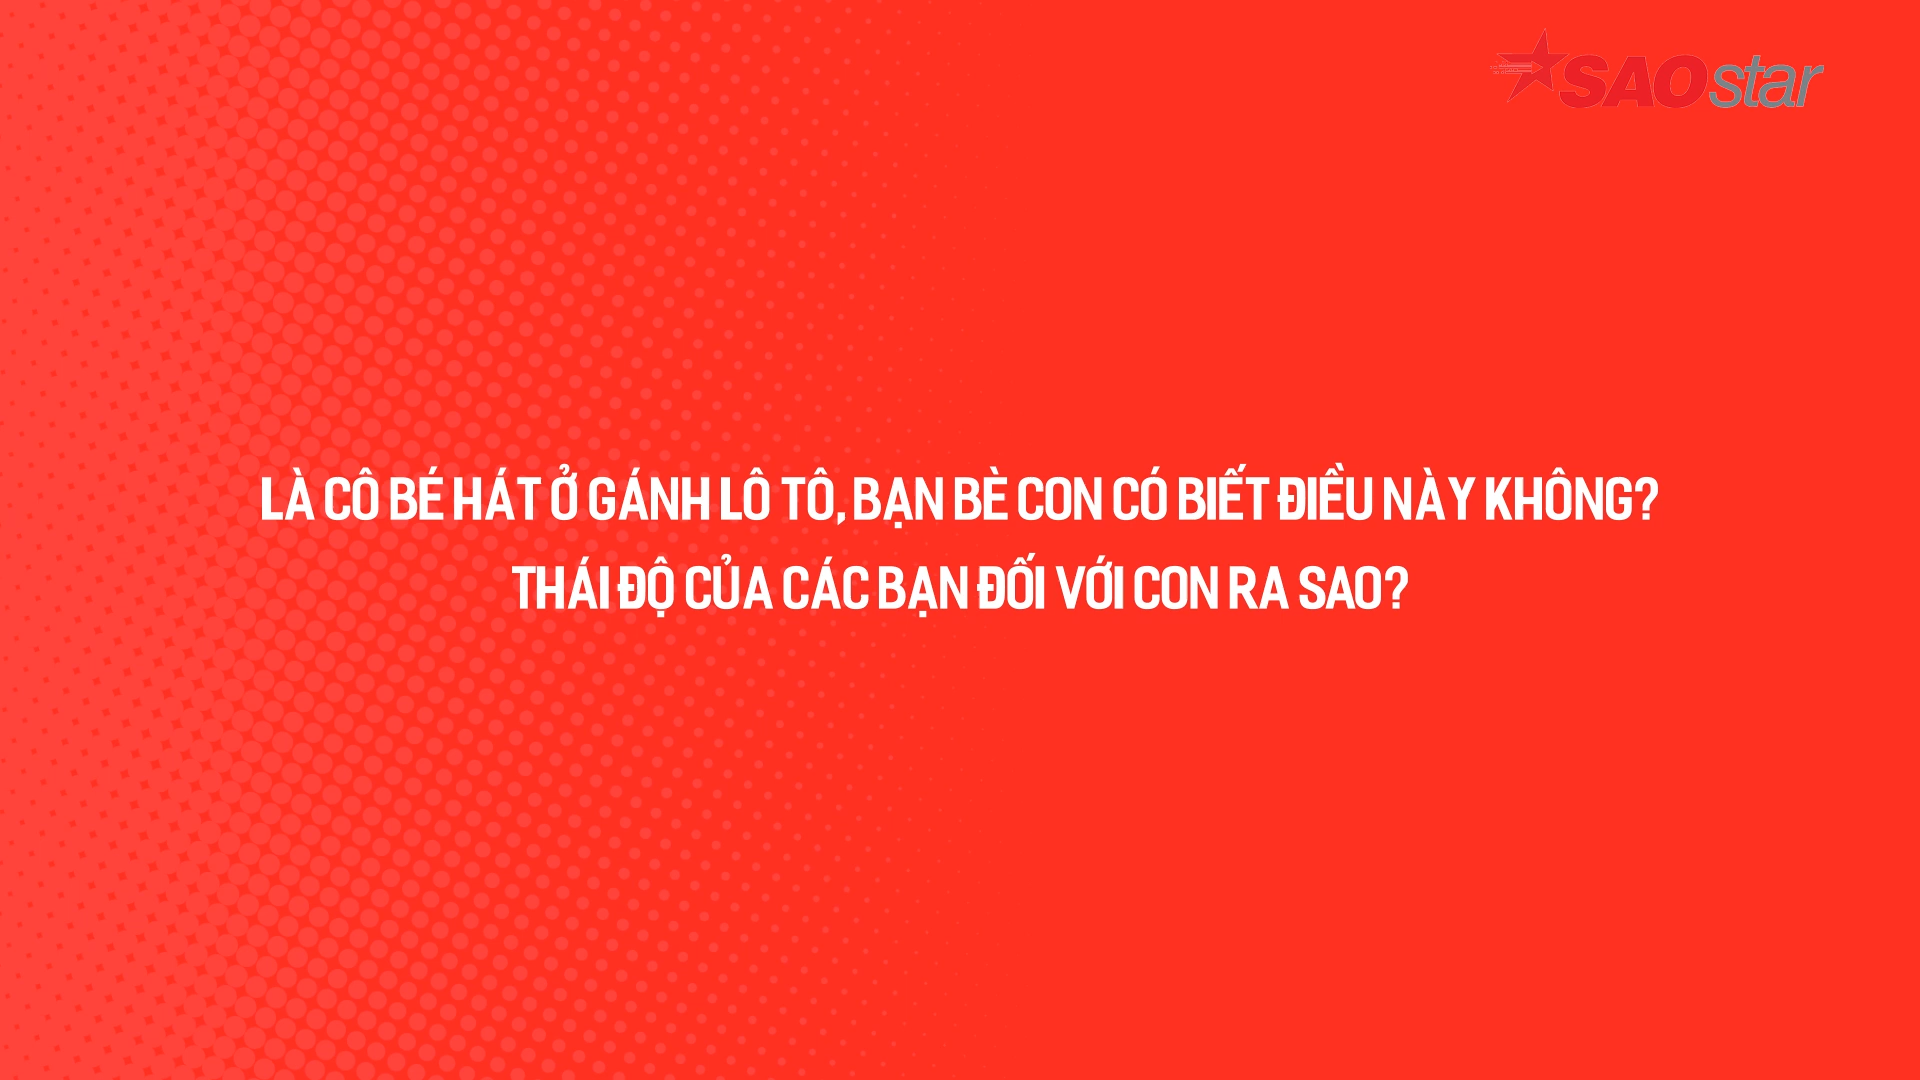 SAOstar
LÀ CÔ BÉ HÁT Ở GÁNH LÔ TÔ, BẠN BÈ CON CÓ BIẾT ĐIỀU NÀY KHÔNG?
THÁI ĐỘ CỦA CÁC BẠN ĐỐI VỚI CON RA SAO?